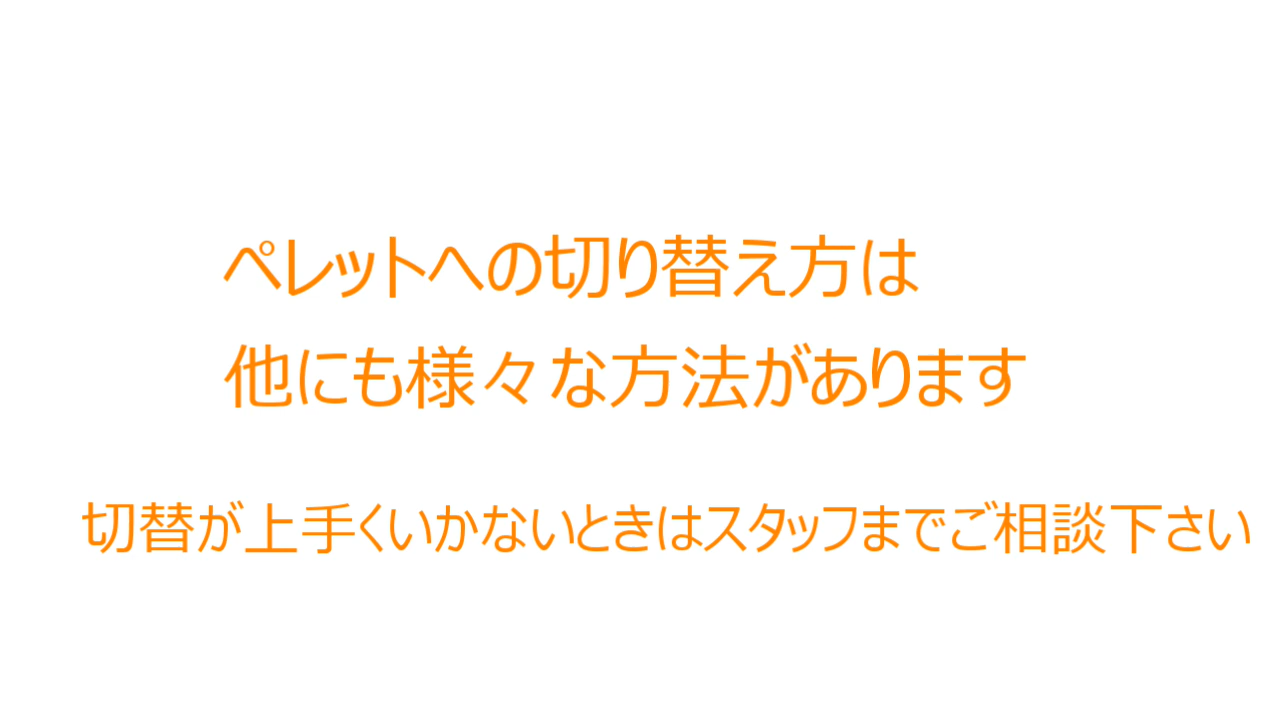 ペレットへの切り替え方は
他にも様々な方法があります
切替が上手くいかないときはスタッフまでご相談下さい